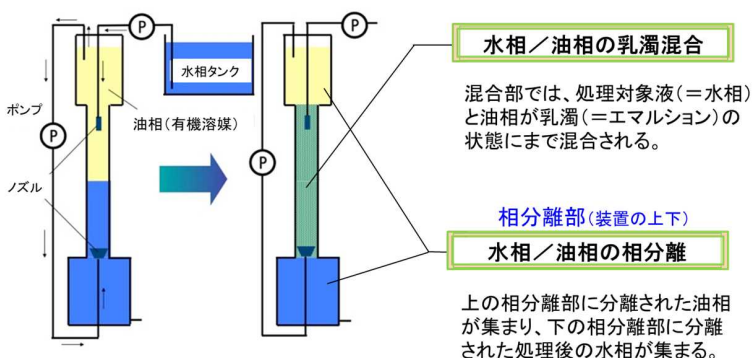 P
P
水相タンク
ポンプ
油相(有機溶媒)
P
P
ノズル
水相／油相の乳濁混合
混合部では、処理対象液(＝水相)
と油相が乳濁(＝エマルション)の
状態にまで混合される。
相分離部(装置の上下)
水相／油相の相分離
上の相分離部に分離された油相
が集まり、下の相分離部に分離
された処理後の水相が集まる。